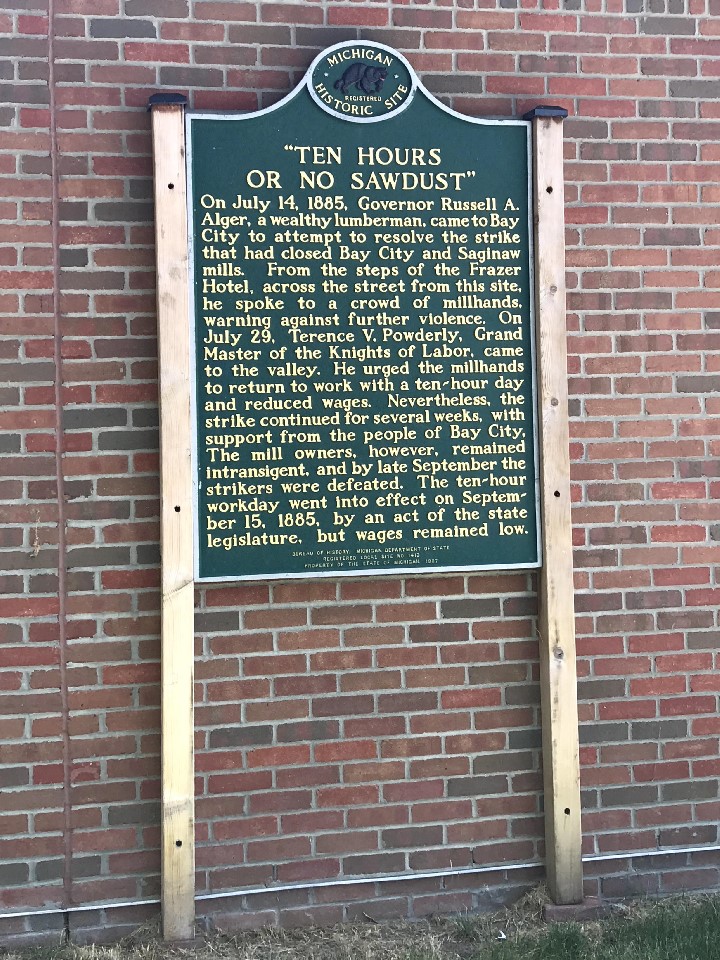 MICHIGAN
REGISTERED
HISTORIC SITE
"TEN HOURS
OR NO SAWDUST"
On July 14, 1885, Governor Russell A.
Alger, a wealthy lumberman, came to Bay
City to attempt to resolve the strike
that had closed Bay City and Saginaw
mills. From the steps of the Frazer
Hotel, across the street from this site,
he spoke to a crowd of millhands,
warning against further violence. On
July 29, Terence V. Powderly, Grand
Master of the Knights of Labor, came
to the valley. He urged the millhands
to return to work with a ten-hour day
and reduced wages. Nevertheless, the
strike continued for several weeks, with
support from the people of Bay City.
The mill owners, however, remained
intransigent, and by late September the
strikers were defeated. The ten-hour
workday went into effect on Septem-
ber 15, 1885, by an act of the state
legislature, but wages remained low.
BUREAU OF HISTORY, MICHIGAN DEPARTMENT OF STATE
REGISTERED LOCAL SITE NO. 1412
PROPERTY OF THE STATE OF MICHIGAN, 1987